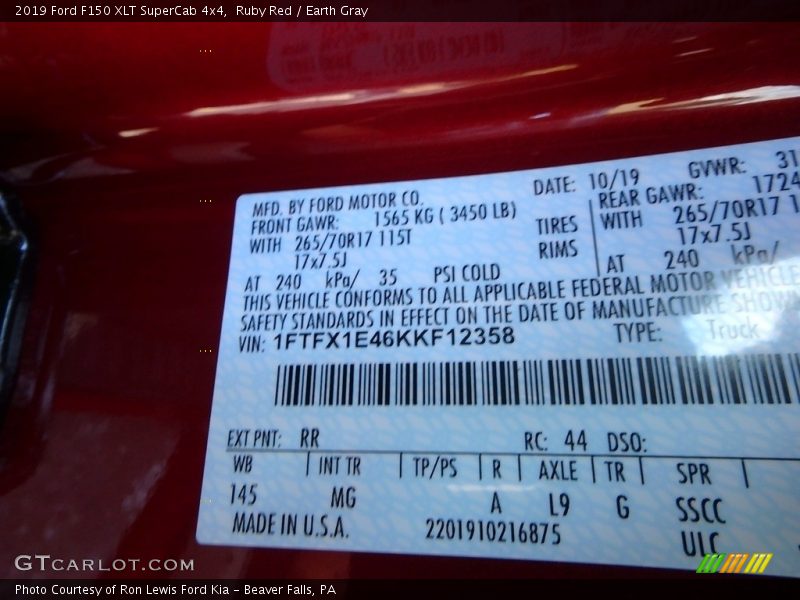 2019 Ford F150 XLT SuperCab 4x4,  Ruby Red / Earth Gray
MFD. BY FORD MOTOR CO.
DATE: 10/19
GVWR: 31
FRONT GAWR: 1565 KG ( 3450 LB)
REAR GAWR: 1724
WITH 265/70R17 115T
TIRES
WITH 265/70R17 1
17x7.5J
RIMS
17x7.5J
AT 240 kPa/ 35 PSI COLD
AT 240 kPa/
THIS VEHICLE CONFORMS TO ALL APPLICABLE FEDERAL MOTOR VEHICLE
SAFETY STANDARDS IN EFFECT ON THE DATE OF MANUFACTURE SHOWN
VIN: 1FTFX1E46KKF12358
TYPE: Truck
EXT PNT: RR
RC: 44 DSO:
WB INT TR TP/PS R AXLE TR SPR
145 MG A L9 G SSCC
MADE IN U.S.A. 2201910216875 ULC
GTCARLOT.COM
Photo Courtesy of Ron Lewis Ford Kia - Beaver Falls, PA